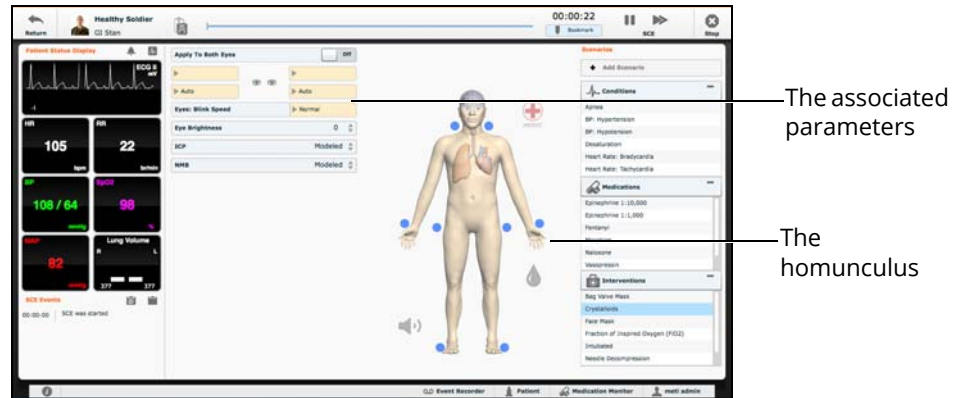 Return
Healthy Soldier
GI Stan
00:00:22
Bookmark
SCE
Stop
Patient Status Display
ECG II
mV
-1
HR
105
bpm
RR
22
br/min
BP
108 / 64
mmHg
SpO2
98
%
MAP
82
mmHg
Lung Volume
R
L
377
377
SCE Events
00:00:00
SCE was started
Apply To Both Eyes
Off
Auto
Auto
Eyes: Blink Speed
Normal
Eye Brightness
0
ICP
Modeled
NMB
Modeled
MEDIC
Scenarios
+ Add Scenario
Conditions
Apnea
BP: Hypertension
BP: Hypotension
Desaturation
Heart Rate: Bradycardia
Heart Rate: Tachycardia
Medications
Epinephrine 1:10,000
Epinephrine 1:1,000
Fentanyl
Naloxone
Vasopressin
Interventions
Bag Valve Mask
Crystalloids
Face Mask
Fraction of Inspired Oxygen (FiO2)
Intubated
Needle Decompression
Event Recorder
Patient
Medication Monitor
meti admin
The associated
parameters
The
homunculus